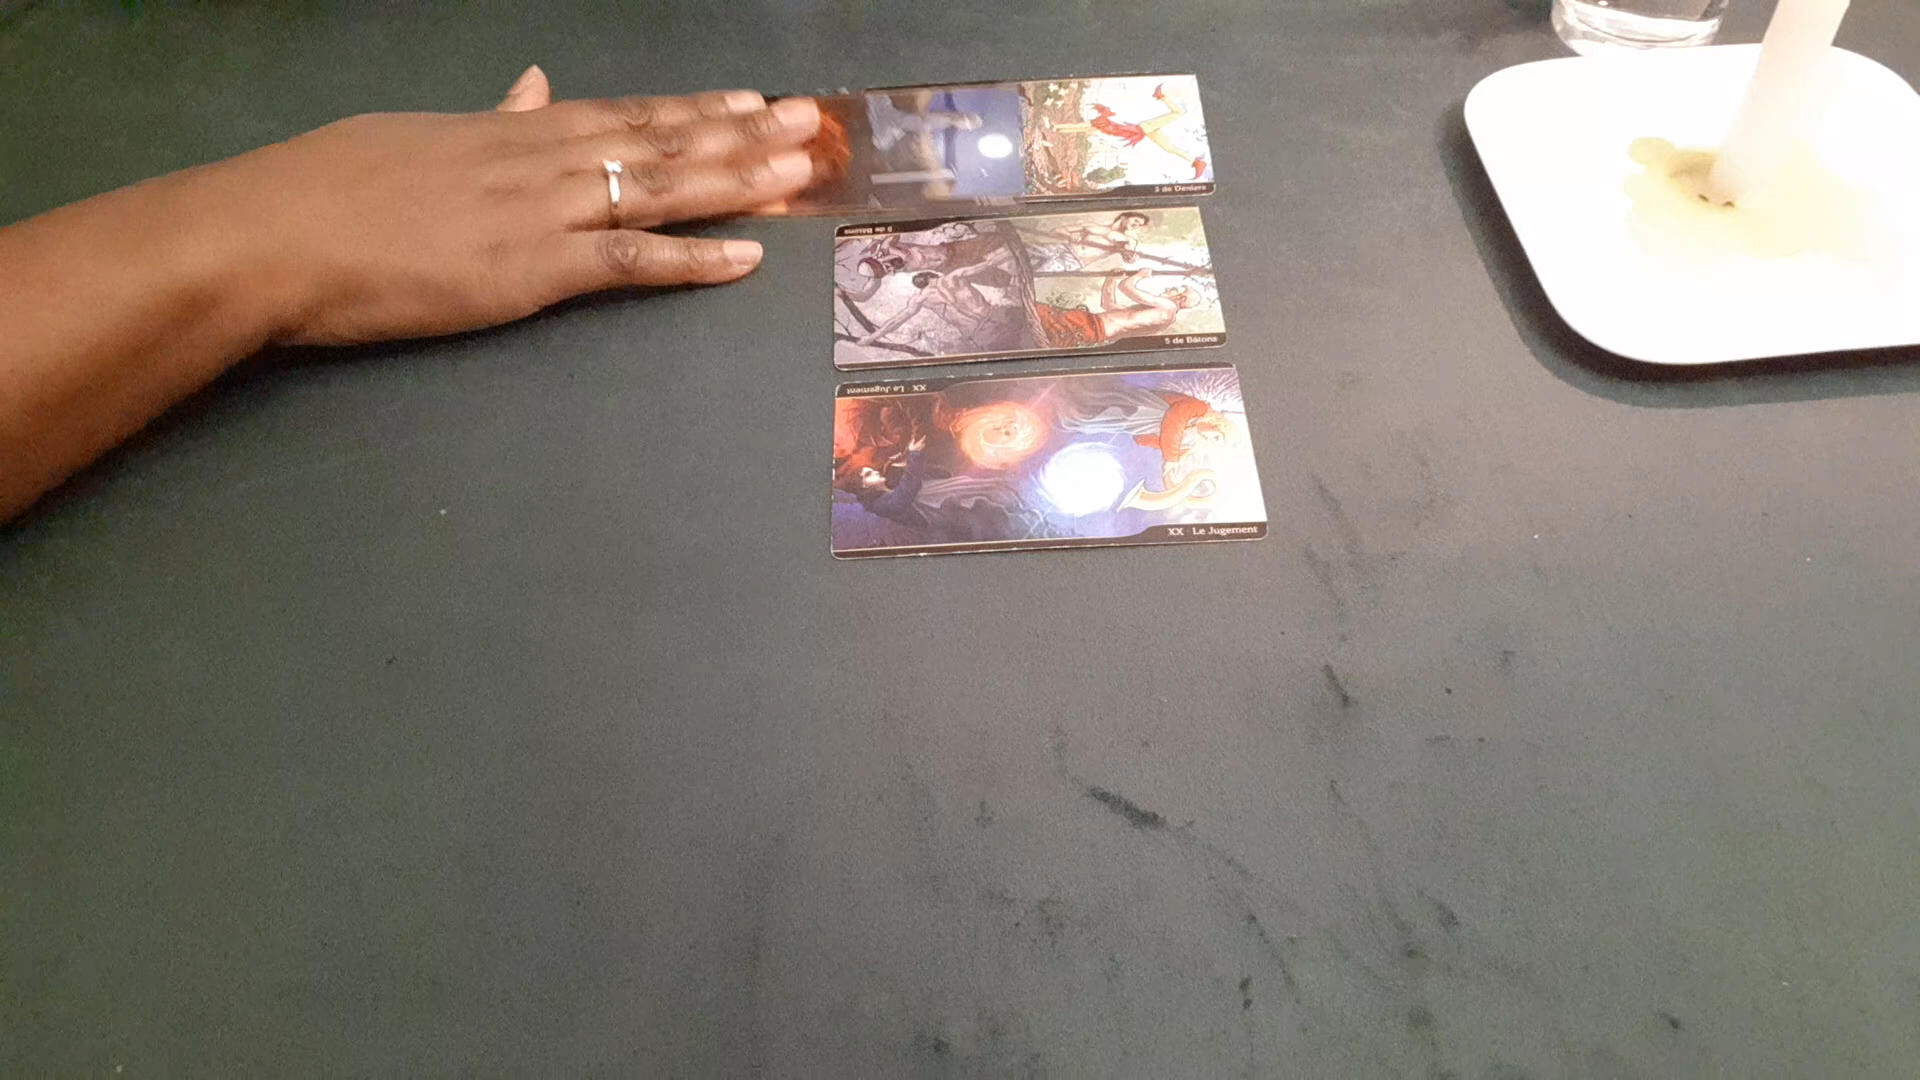 5 de Deniers
5 de Bâtons
5 de Bâtons
XX Le Jugement
XX · Le Jugement